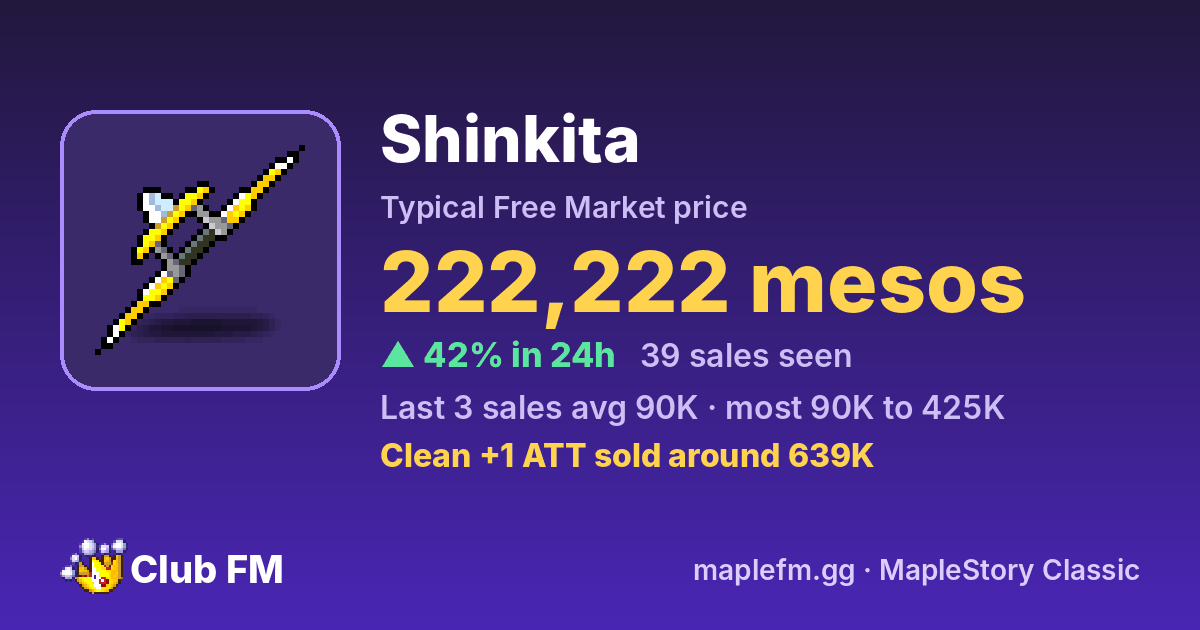 Shinkita
Typical Free Market price
222,222 mesos
▲ 42% in 24h 39 sales seen
Last 3 sales avg 90K · most 90K to 425K
Clean +1 ATT sold around 639K
Club FM
maplefm.gg · MapleStory Classic